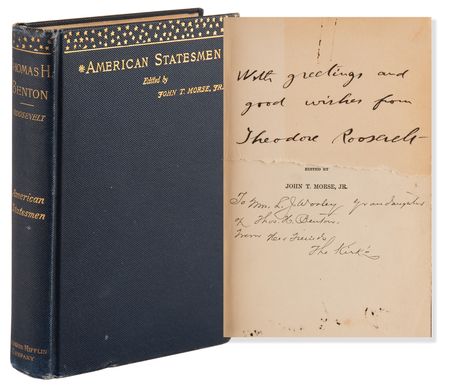 THOMAS H.
BENTON
ROOSEVELT
American
Statesmen
HOUGHTON MIFFLIN
COMPANY
*AMERICAN STATESMEN
Edited by
JOHN T. MORSE, JR.
With greetings and
good wishes from
Theodore Roosevelt
EDITED BY
JOHN T. MORSE, JR.
To Mrs. L. J. Worley granddaughter
of Thos. H. Benton.
From Her Friends
The Kirk's